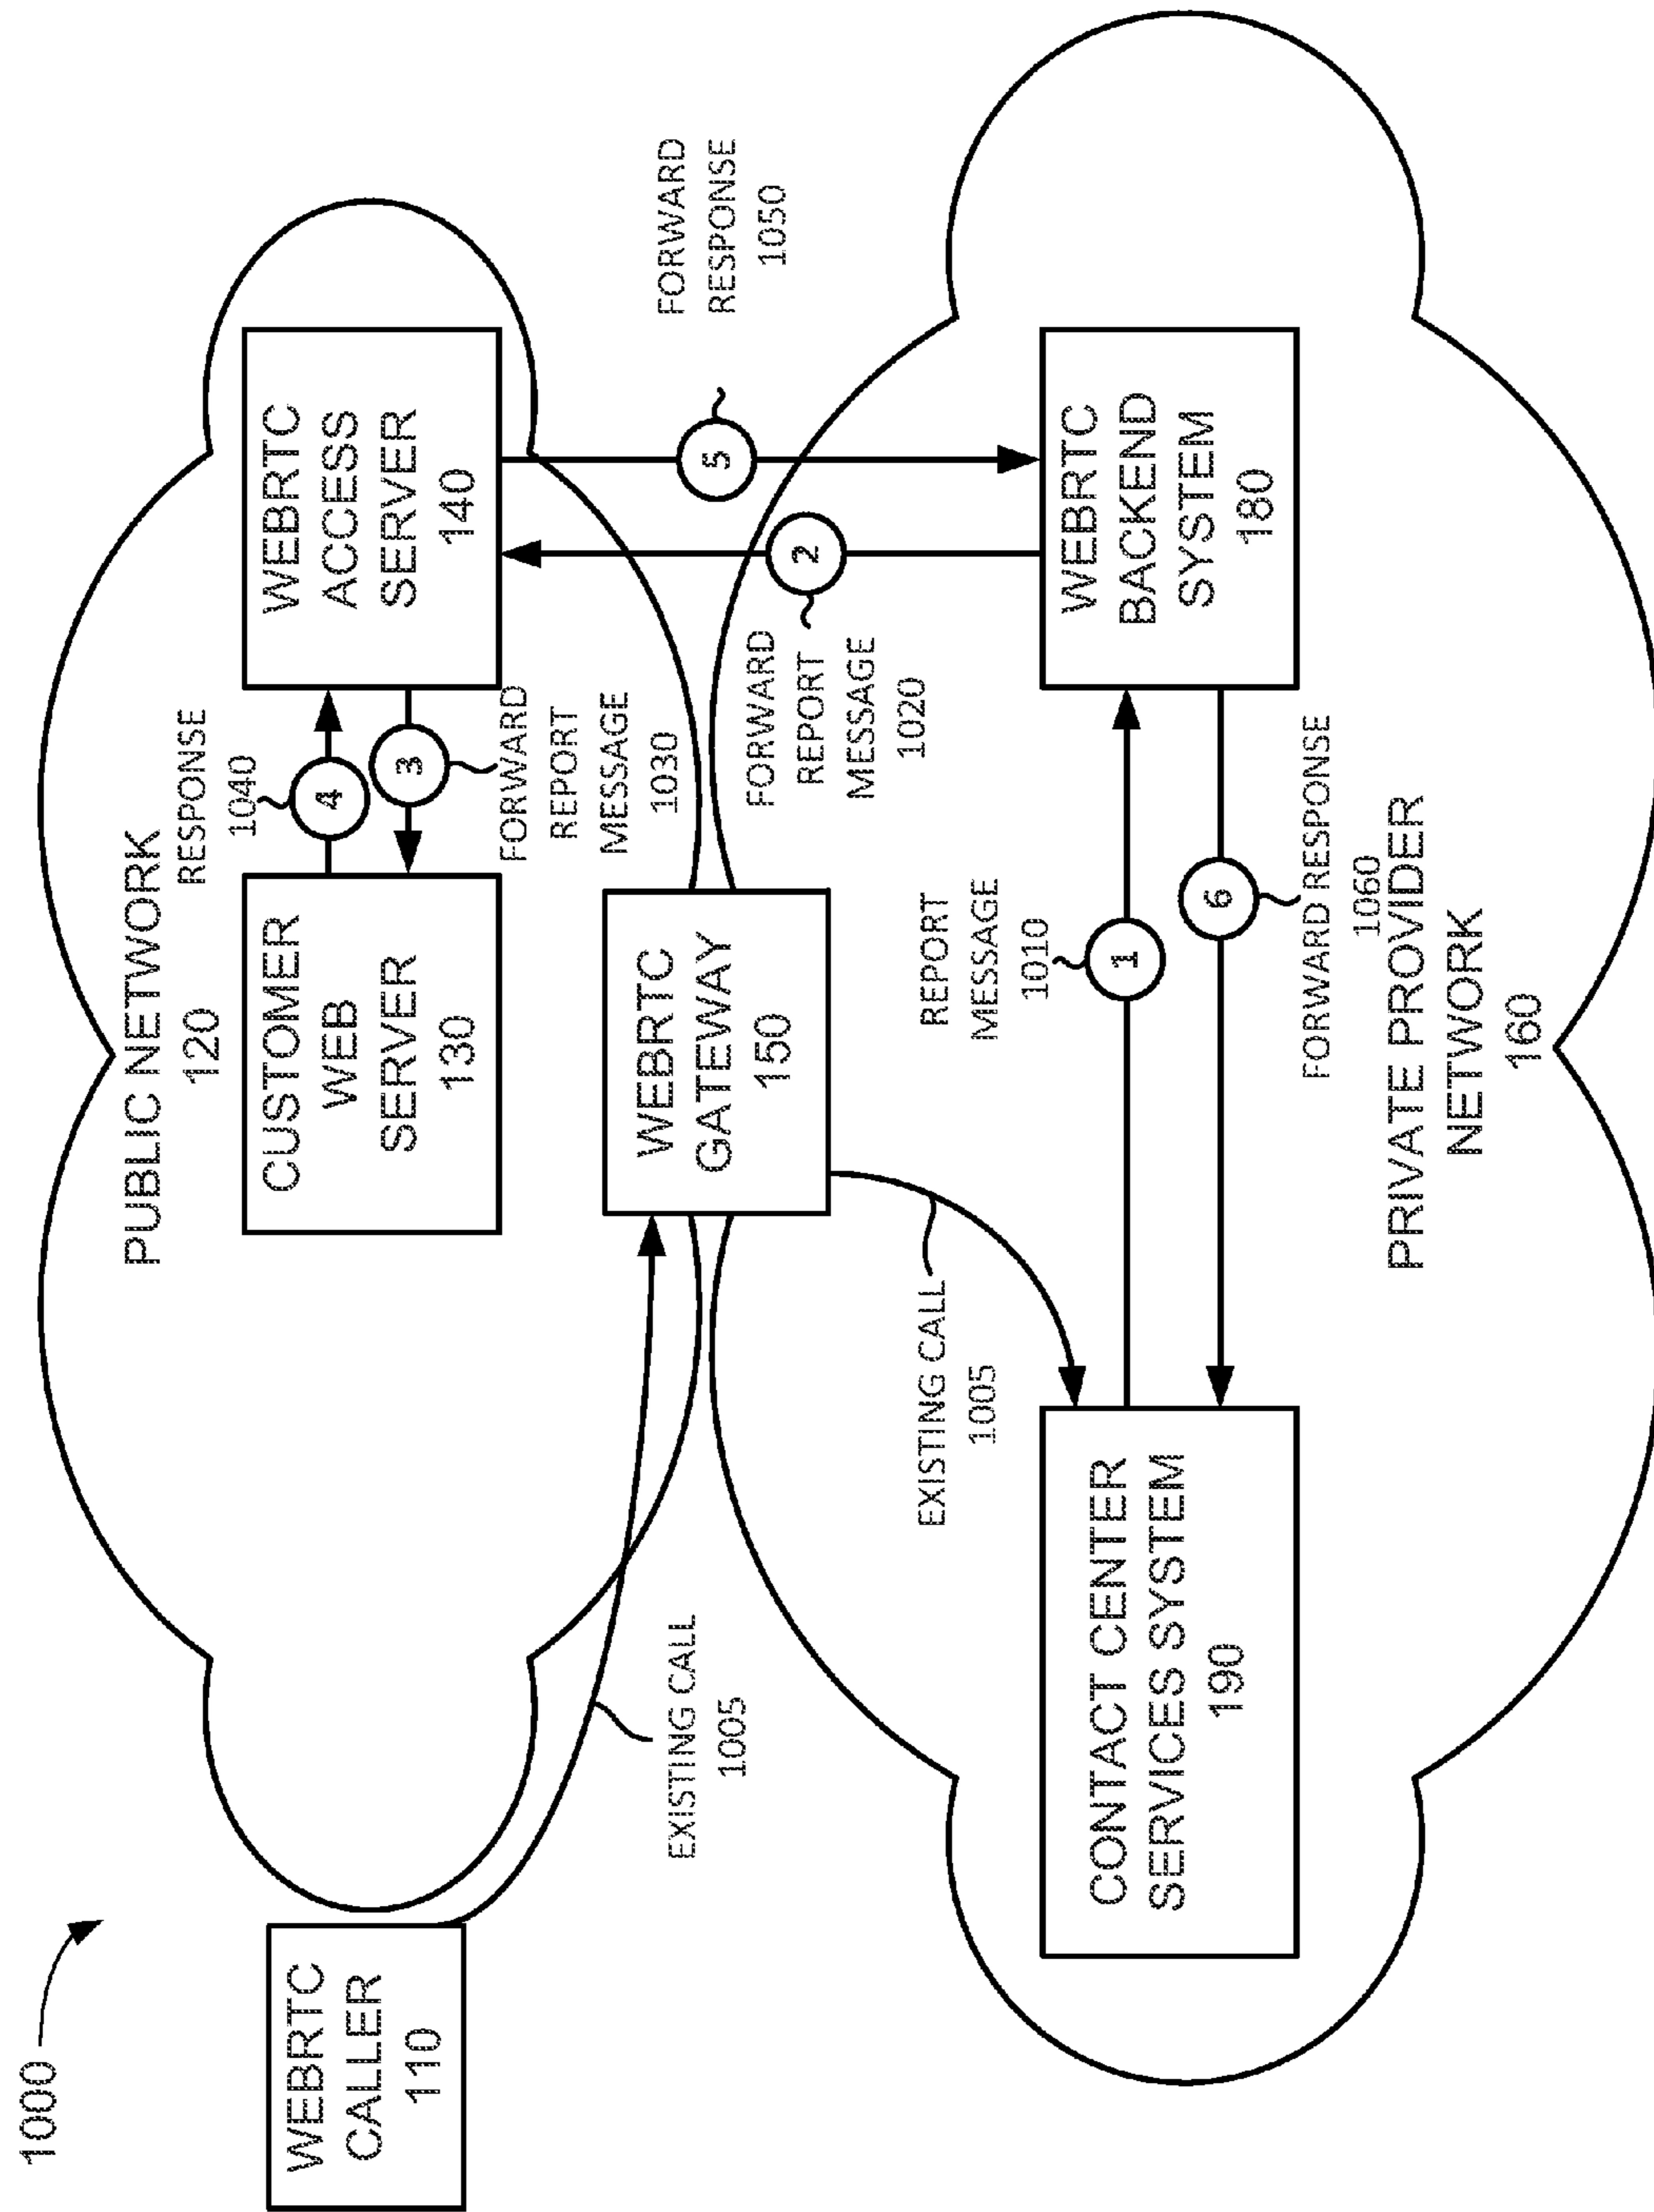 1000
PUBLIC NETWORK
120
WEBRTC
CALLER
110
CUSTOMER
WEB
SERVER
130
RESPONSE
1040
4
3
FORWARD
REPORT
MESSAGE
1030
WEBRTC
ACCESS
SERVER
140
EXISTING CALL
1005
WEBRTC
GATEWAY
150
FORWARD
REPORT
MESSAGE
1020
2
5
FORWARD
RESPONSE
1050
EXISTING CALL
1005
REPORT
MESSAGE
1010
1
CONTACT CENTER
SERVICES SYSTEM
190
WEBRTC
BACKEND
SYSTEM
180
6
FORWARD RESPONSE
1060
PRIVATE PROVIDER
NETWORK
160